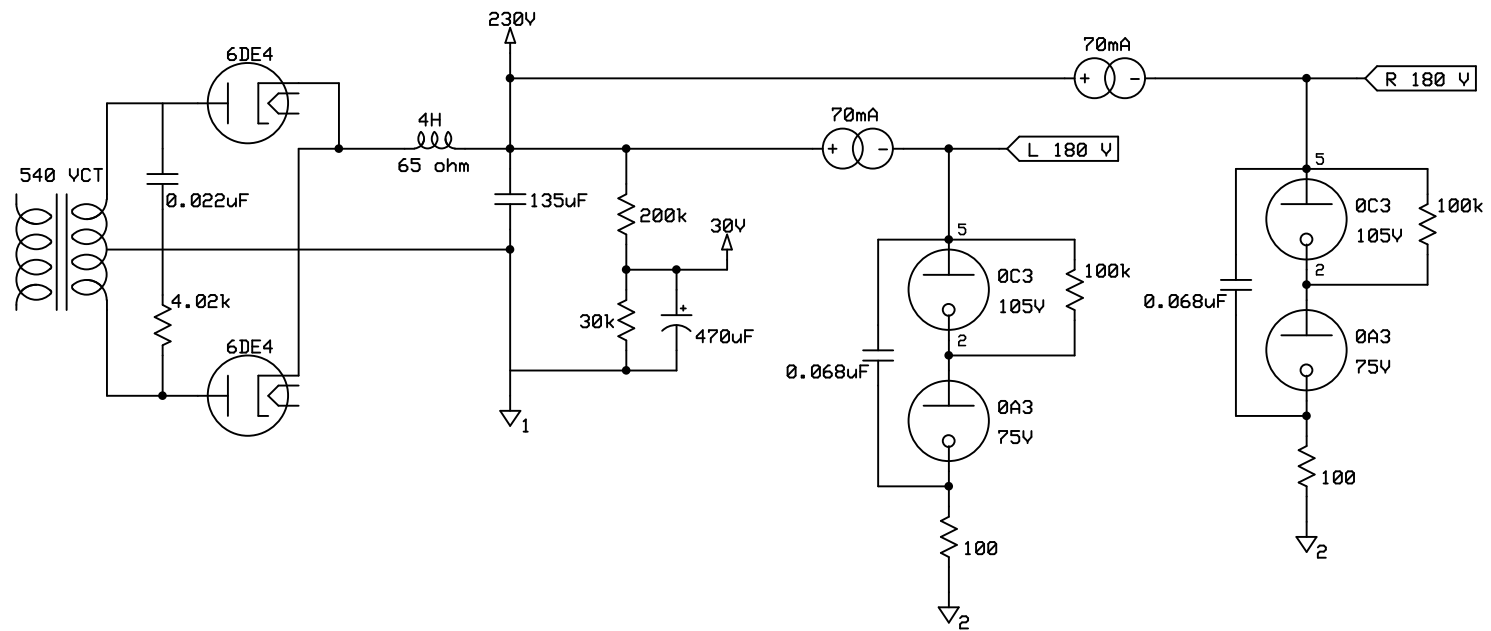 230V
6DE4
70mA
R 180 V
4H
70mA
L 180 V
65 ohm
540 VCT
0.022uF
135uF
200k
30V
5
0C3
105V
100k
2
5
0C3
105V
100k
2
4.02k
30k
+
470uF
0.068uF
0A3
75V
6DE4
0.068uF
0A3
75V
1
100
2
100
2
+
-
+
-